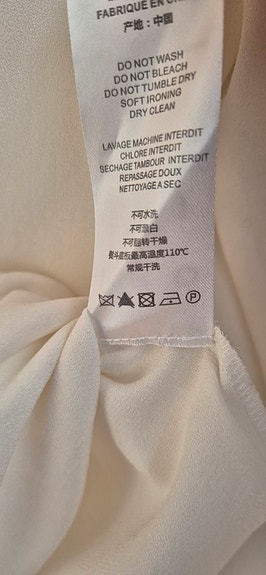 FABRIQUE EN
产地：中国
DO NOT WASH
DO NOT BLEACH
DO NOT TUMBLE DRY
SOFT IRONING
DRY CLEAN
LAVAGE MACHINE INTERDIT
CHLORE INTERDIT
SECHAGE TAMBOUR INTERDIT
REPASSAGE DOUX
NETTOYAGE A SEC
不可水洗
不可漂白
不可翻转干燥
熨斗底板最高温度110℃
常规干洗
P